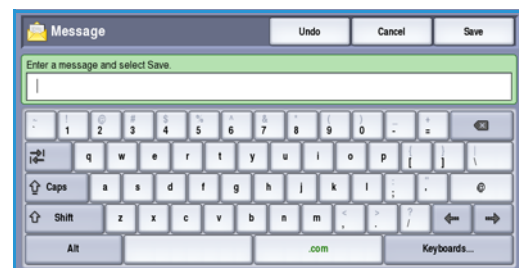 Message Undo Cancel Save
Enter a message and select Save.
~ ! @ # $ % ^ & * ( ) _ +
` 1 2 3 4 5 6 7 8 9 0 - =
q w e r t y u i o p { [ } ] | \
Caps a s d f g h j k l : ; " ' @
Shift z x c v b n m < , > . ? /
Alt .com Keyboards...